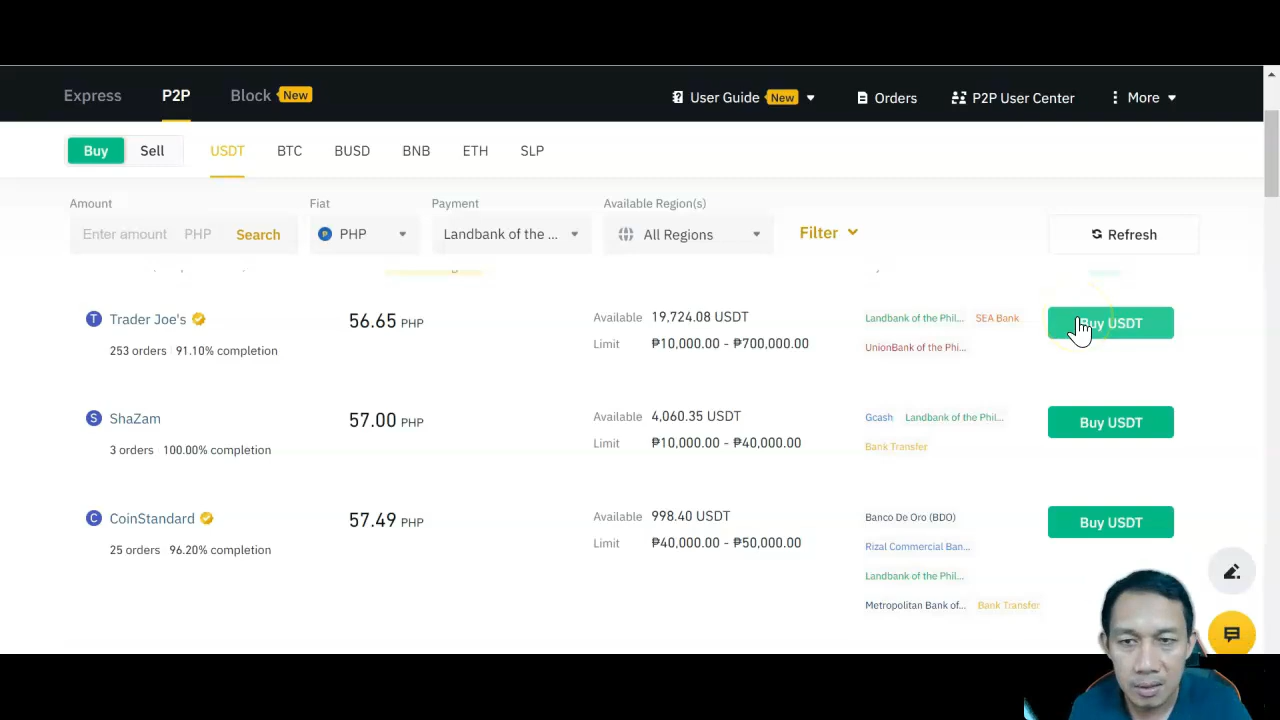 Express P2P Block New User Guide New Orders P2P User Center More
Buy Sell USDT BTC BUSD BNB ETH SLP
Amount Fiat Payment Available Region(s)
Enter amount PHP Search PHP Landbank of the ... All Regions Filter Refresh
T Trader Joe's 56.65 PHP Available 19,724.08 USDT Landbank of the Phil... SEA Bank Buy USDT
253 orders 91.10% completion Limit ₱10,000.00 - ₱700,000.00 UnionBank of the Phi...
S ShaZam 57.00 PHP Available 4,060.35 USDT Gcash Landbank of the Phil... Buy USDT
3 orders 100.00% completion Limit ₱10,000.00 - ₱40,000.00 Bank Transfer
C CoinStandard 57.49 PHP Available 998.40 USDT Banco De Oro (BDO) Buy USDT
25 orders 96.20% completion Limit ₱40,000.00 - ₱50,000.00 Rizal Commercial Ban...
Landbank of the Phil...
Metropolitan Bank of... Bank Transfer